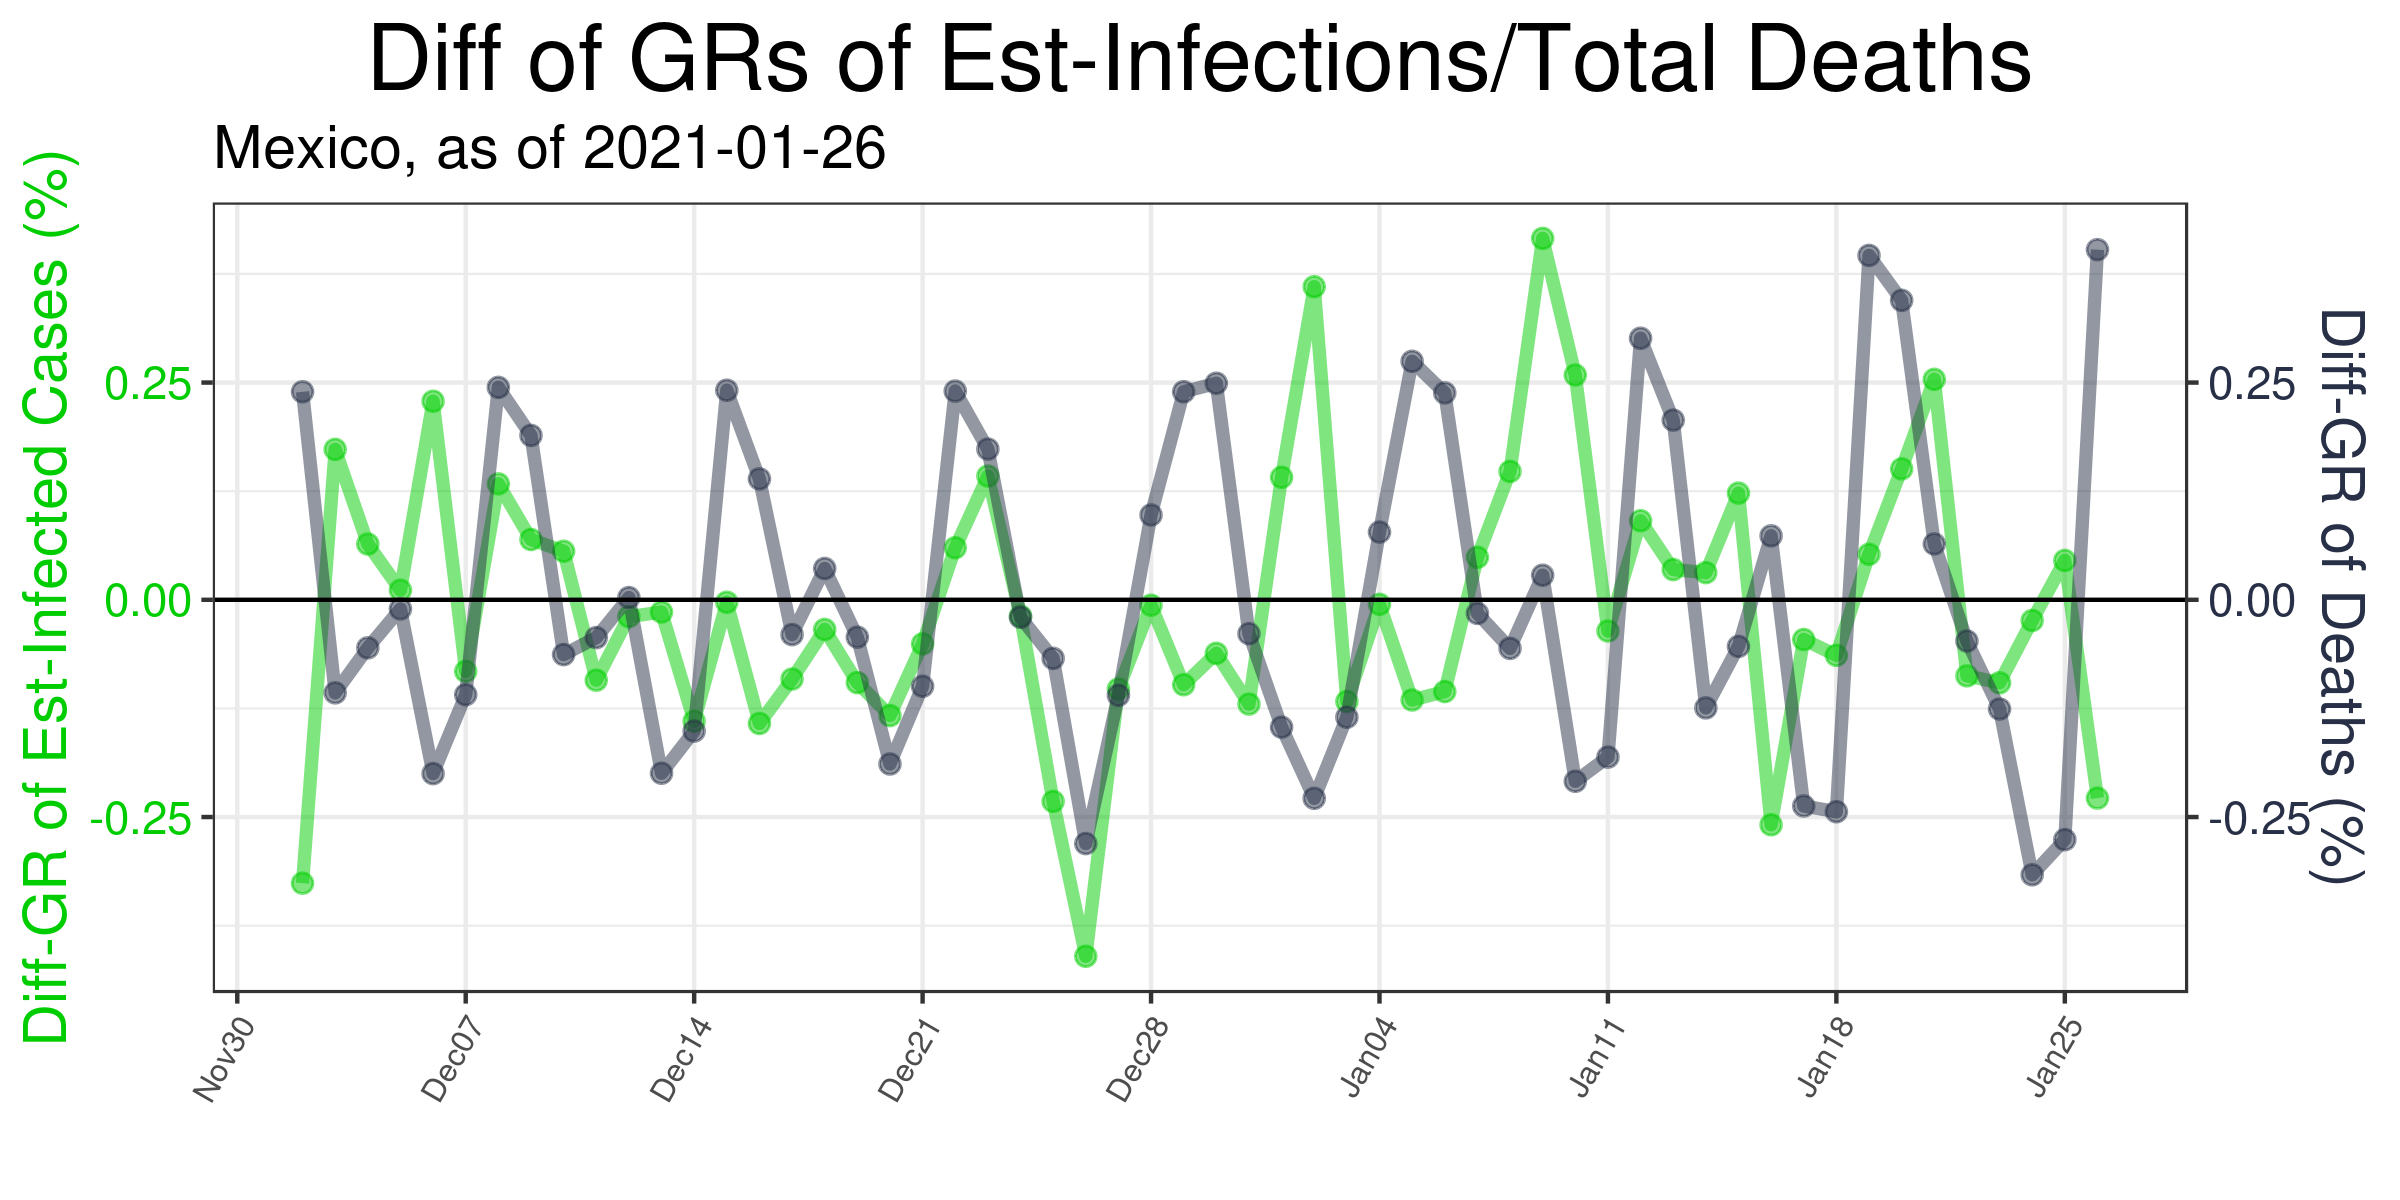 Diff of GRs of Est-Infections/Total Deaths
Mexico, as of 2021-01-26
Diff-GR of Est-Infected Cases (%)
0.25
0.00
-0.25
0.25
0.00
-0.25
Diff-GR of Deaths (%)
Nov30
Dec07
Dec14
Dec21
Dec28
Jan04
Jan11
Jan18
Jan25